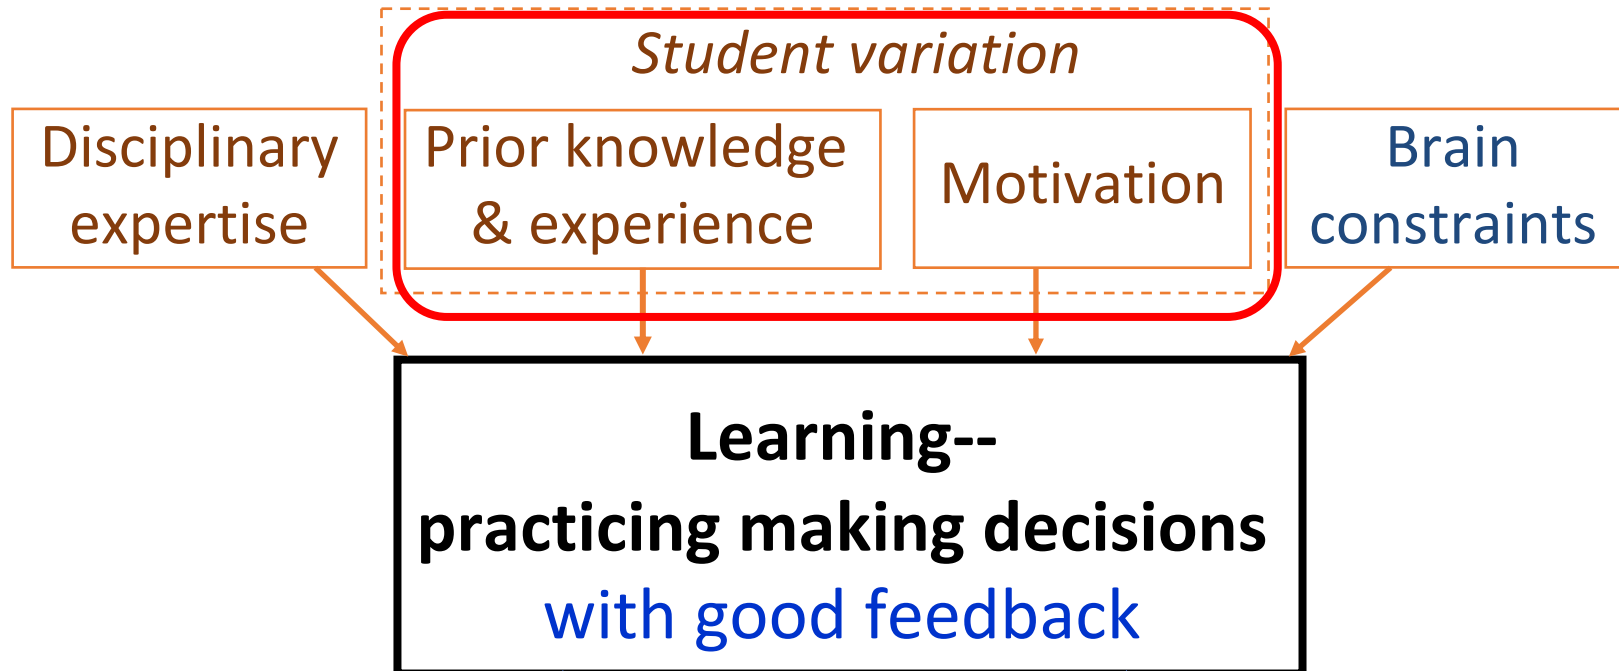 Student variation
Disciplinary
expertise
Prior knowledge
& experience
Motivation
Brain
constraints
Learning--
practicing making decisions
with good feedback